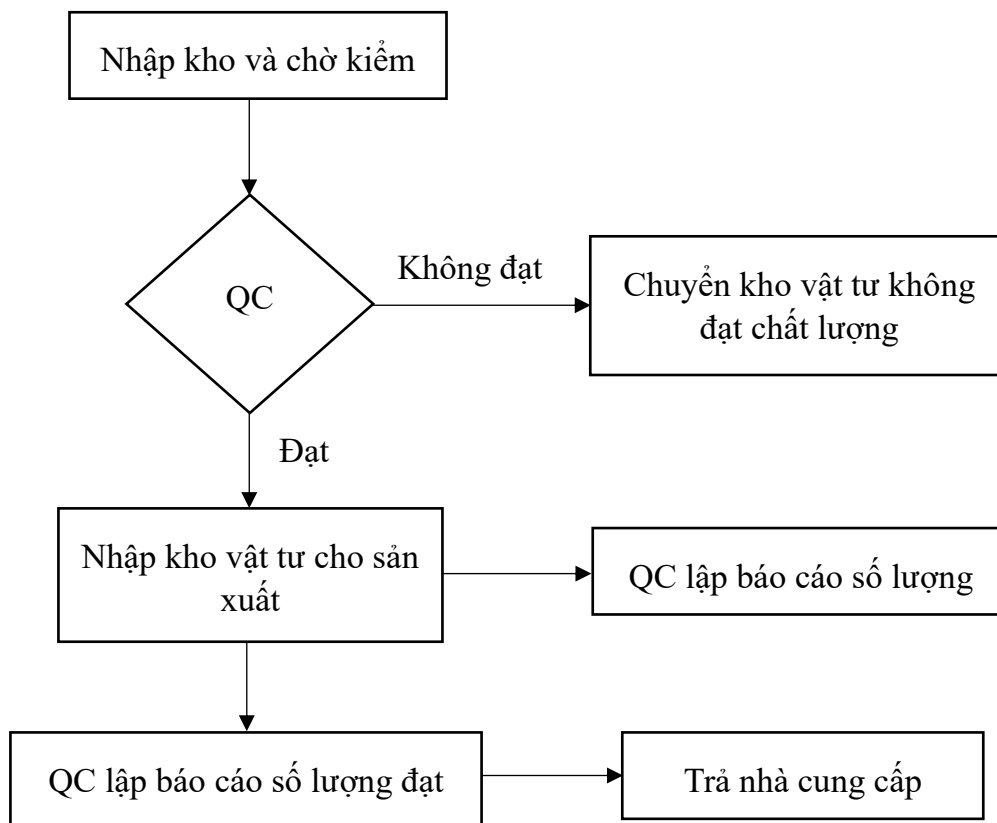 Nhập kho và chờ kiểm
QC
Không đạt
Chuyển kho vật tư không
đạt chất lượng
Đạt
Nhập kho vật tư cho sản
xuất
QC lập báo cáo số lượng
QC lập báo cáo số lượng đạt
Trả nhà cung cấp